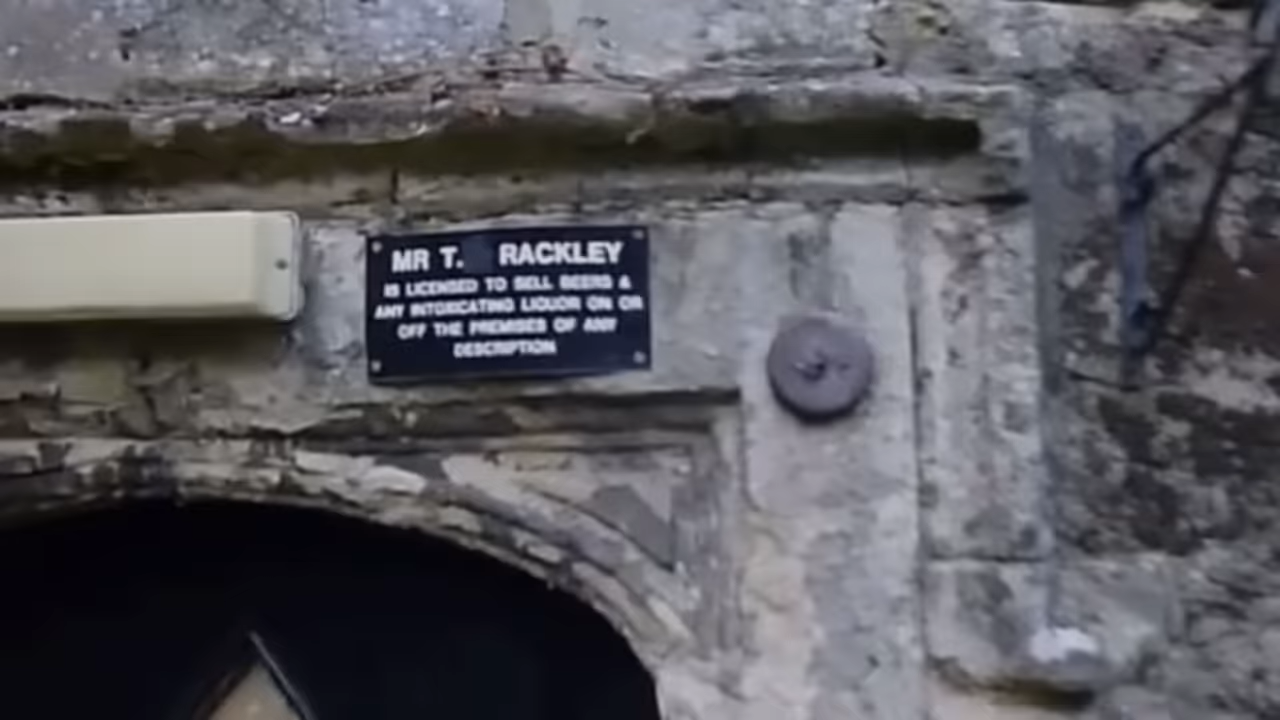 MR T. RACKLEY
IS LICENSED TO SELL BEERS &
ANY INTOXICATING LIQUOR ON OR
OFF THE PREMISES OF ANY
DESCRIPTION